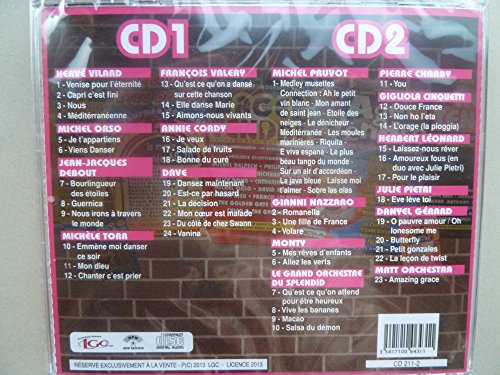 CD1
HERVÉ VILARD
1 - Venise pour l'éternité
2 - Capri c'est fini
3 - Nous
4 - Méditerranéenne
MICHEL ORSO
5 - Je t'appartiens
6 - Viens Danser
JEAN-JACQUES
DEBOUT
7 - Bourlingueur
des étoiles
8 - Guernica
9 - Nous irons à travers
le monde
MICHÈLE TORR
10 - Emmène moi danser
ce soir
11 - Mon dieu
12 - Chanter c'est prier
FRANÇOIS VALERY
13 - Qu'est ce qu'on a dansé
sur cette chanson
14 - Elle danse Marie
15 - Aimons-nous vivants
ANNIE CORDY
16 - Je veux
17 - Salade de fruits
18 - Bonne du curé
DAVE
19 - Dansez maintenant
20 - Est-ce par hasard
21 - La décision
22 - Mon cœur est malade
23 - Du côté de chez Swann
24 - Vanina
CD2
MICHEL PRUVOT
1 - Medley musettes
Connection : Ah le petit
vin blanc - Mon amant
de saint jean - Etoile des
neiges - Le dénicheur -
Méditerranée - Les moules
marinières - Riquita -
E viva españa - Le plus
beau tango du monde -
Sur un air d'accordéon -
La java bleue - Laisse moi
t'aimer - Sobre las olas
GIANNI NAZZARO
2 - Romanella
3 - Une fille de France
4 - Volare
MONTY
5 - Mes rêves d'enfants
6 - Allez les verts
LE GRAND ORCHESTRE
DU SPLENDID
7 - Qu'est ce qu'on attend
pour être heureux
8 - Vive les bananes
9 - Macao
10 - Salsa du démon
PIERRE CHARBY
11 - You
GIGLIOLA CINQUETTI
12 - Douce France
13 - Non ho l'eta
14 - L'orage (la pioggia)
HERBERT LÉONARD
15 - Laissez-nous rêver
16 - Amoureux fous (en
duo avec Julie Pietri)
17 - Pour le plaisir
JULIE PIETRI
18 - Eve lève toi
DANYEL GÉRARD
19 - O pauvre amour / Oh
lonesome me
20 - Butterfly
21 - Petit gonzales
22 - La leçon de twist
MATT ORCHESTRA
23 - Amazing grace
LGC
COMPACT
disc
DIGITAL AUDIO
3 541710 264311
RÉSERVÉ EXCLUSIVEMENT À LA VENTE - P(C) 2013 LGC - LICENCE 2013
CD 211-2